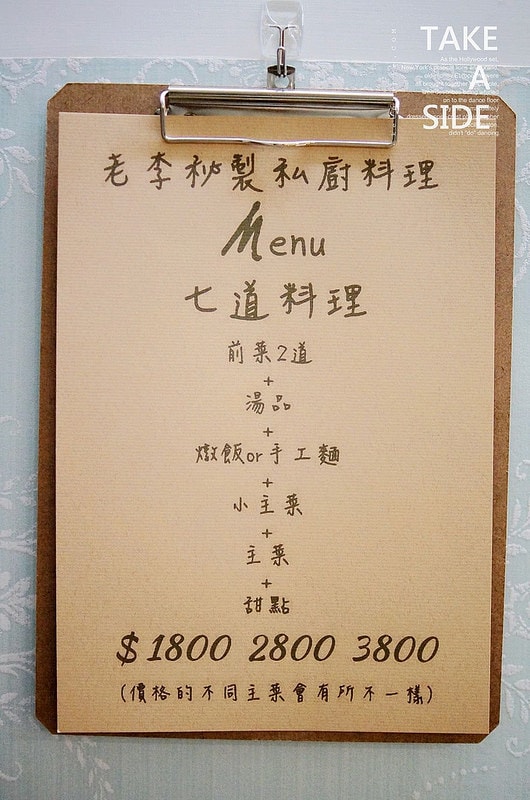 TAKE
A
SIDE
老李秘製私廚料理
Menu
七道料理
前菜2道
+
湯品
+
燉飯or手工麵
+
小主菜
+
主菜
+
甜點
$1800 2800 3800
(價格的不同主菜會有所不一樣)